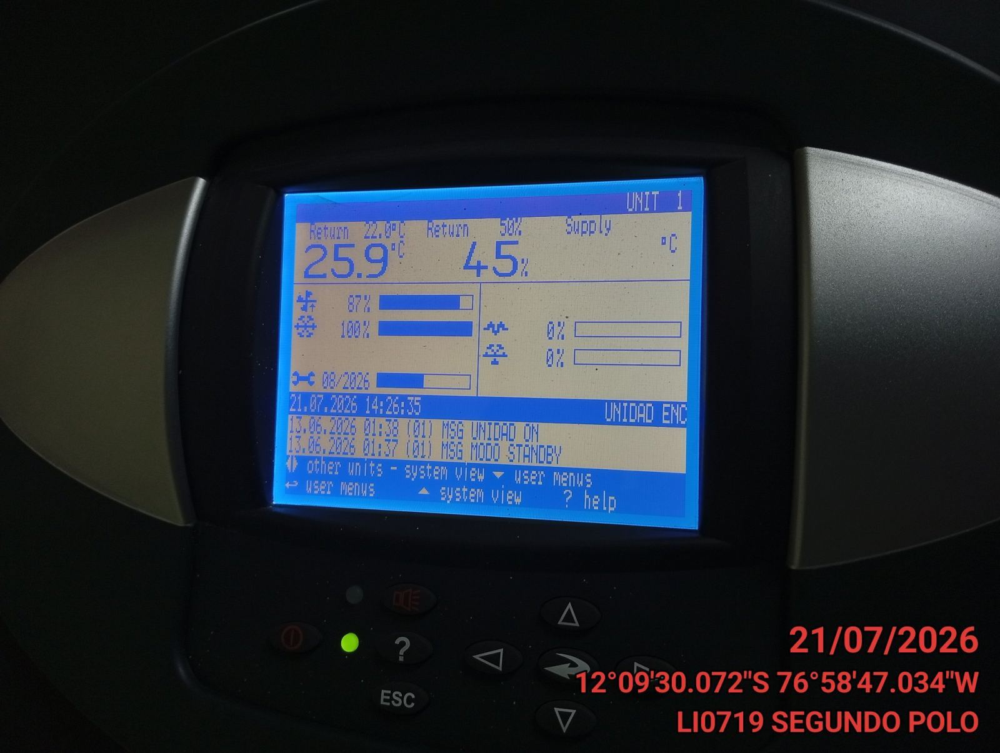 UNIT 1
Return 22.0°C Return 50% Supply
25.9°C 45% °C
87%
100% 0%
0%
08/2026
21.07.2026 14:26:35 UNIDAD ENC
13.06.2026 01:38 (01) MSG UNIDAD ON
13.06.2026 01:37 (01) MSG MODO STANDBY
other units - system view ▼ user menus
user menus ▲ system view ? help
?
ESC
21/07/2026
12°09'30.072"S 76°58'47.034"W
LI0719 SEGUNDO POLO